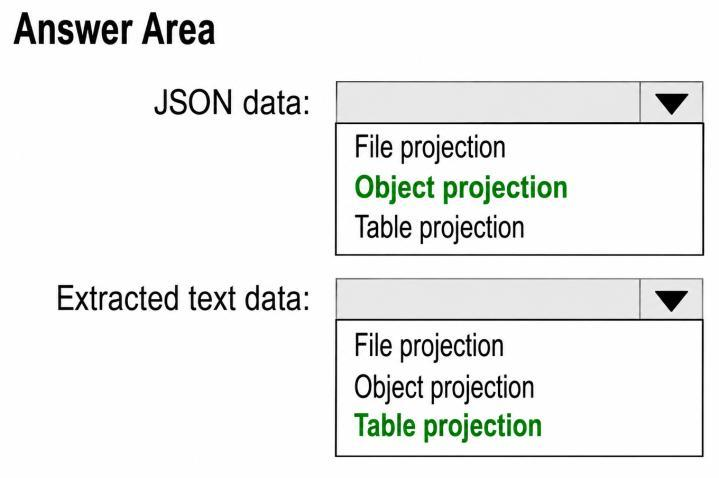 Answer Area
JSON data:
File projection
Object projection
Table projection
Extracted text data:
File projection
Object projection
Table projection